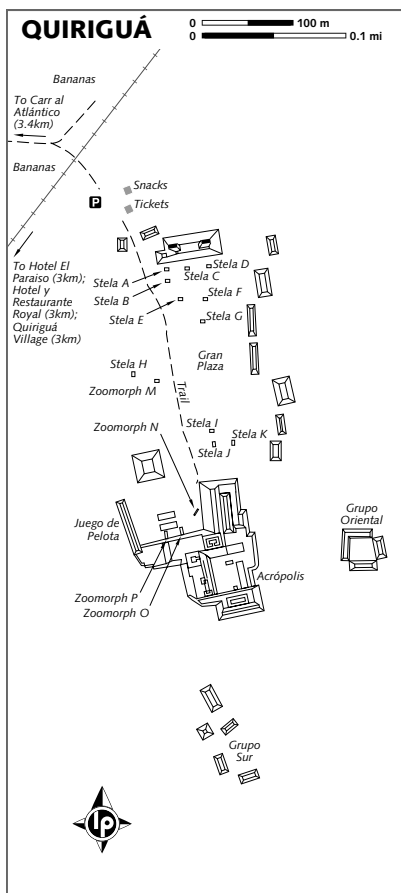 QUIRIGUÁ
0 100 m
0 0.1 mi
Bananas
To Carr al
Atlántico
(3.4km)
Bananas
Snacks
P
Tickets
To Hotel El
Paraiso (3km);
Hotel y
Restaurante
Royal (3km);
Quiriguá
Village (3km)
Stela A
Stela D
Stela C
Stela B
Stela F
Stela E
Stela G
Gran
Plaza
Stela H
Zoomorph M
Trail
Zoomorph N
Stela I
Stela K
Stela J
Juego de
Pelota
Grupo
Oriental
Acrópolis
Zoomorph P
Zoomorph O
Grupo
Sur
lp